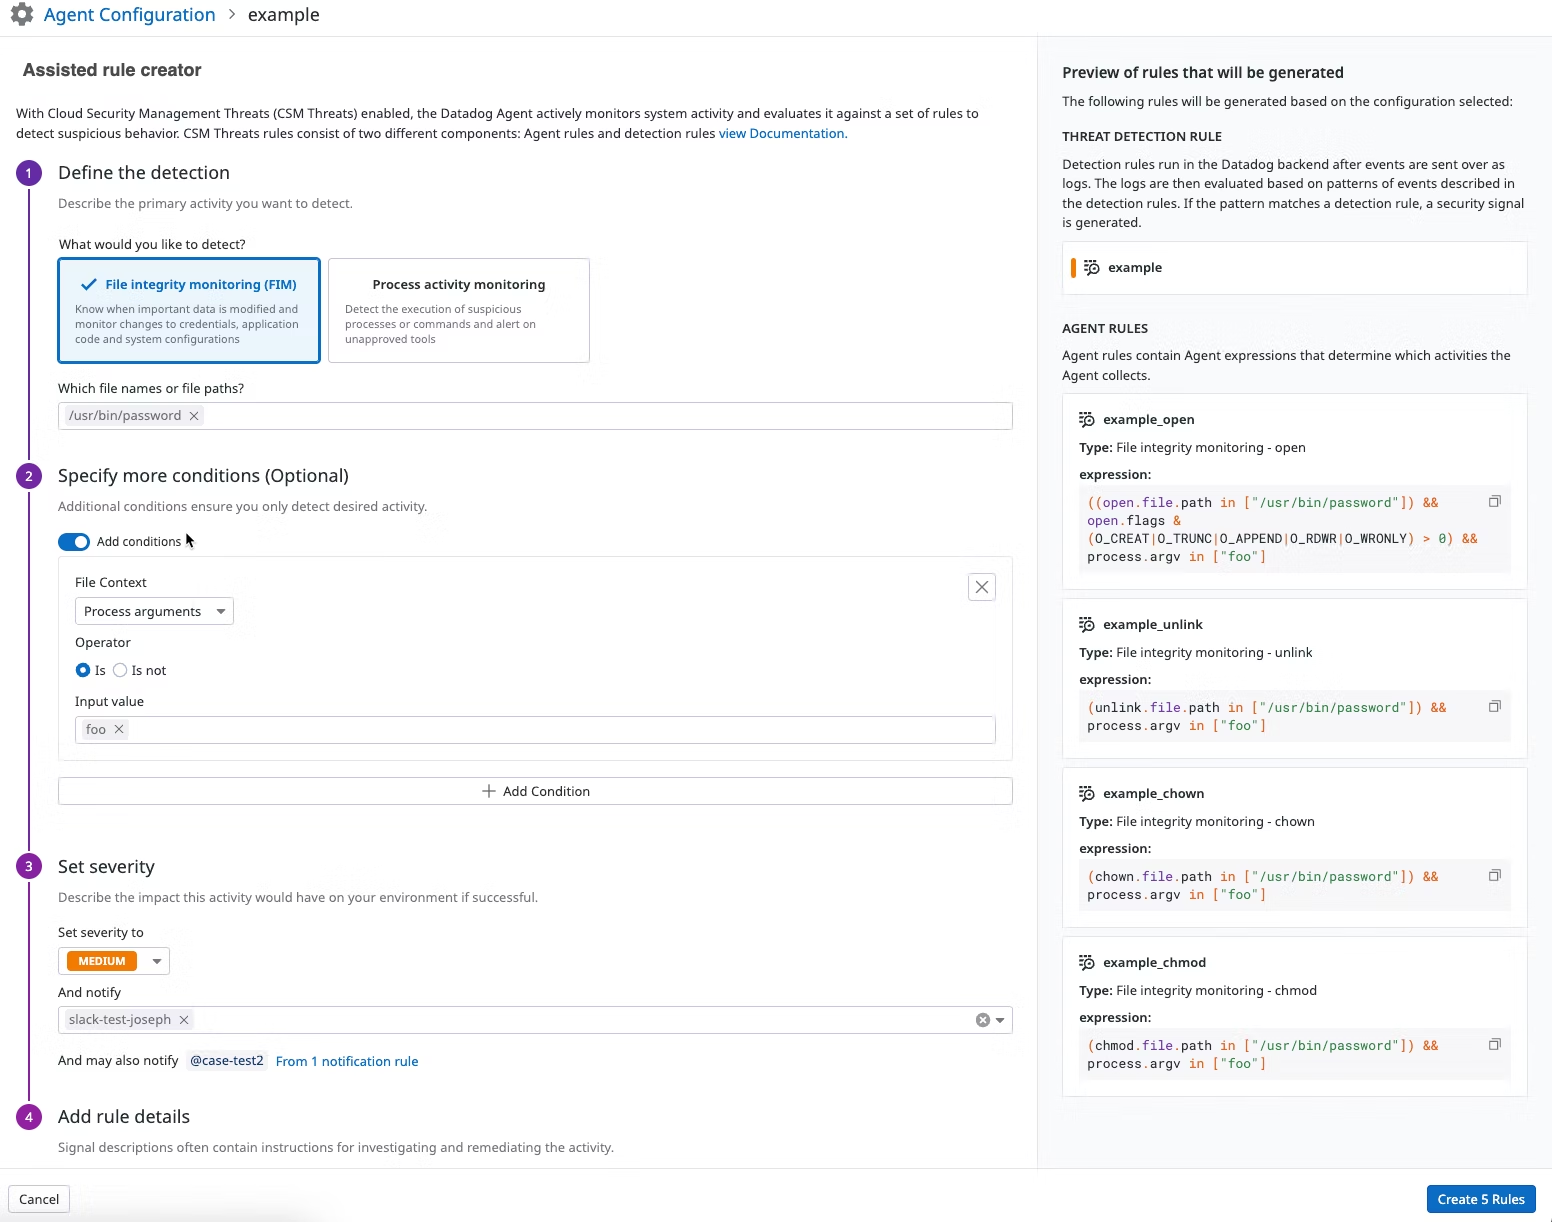 Agent Configuration > example
Assisted rule creator
With Cloud Security Management Threats (CSM Threats) enabled, the Datadog Agent actively monitors system activity and evaluates it against a set of rules to
detect suspicious behavior. CSM Threats rules consist of two different components: Agent rules and detection rules view Documentation.
1 Define the detection
Describe the primary activity you want to detect.
What would you like to detect?
File integrity monitoring (FIM)
Know when important data is modified and
monitor changes to credentials, application
code and system configurations
Process activity monitoring
Detect the execution of suspicious
processes or commands and alert on
unapproved tools
Which file names or file paths?
/usr/bin/password
2 Specify more conditions (Optional)
Additional conditions ensure you only detect desired activity.
Add conditions
File Context
Process arguments
Operator
Is Is not
Input value
foo
+ Add Condition
3 Set severity
Describe the impact this activity would have on your environment if successful.
Set severity to
MEDIUM
And notify
slack-test-joseph
And may also notify @case-test2 From 1 notification rule
4 Add rule details
Signal descriptions often contain instructions for investigating and remediating the activity.
Cancel
Preview of rules that will be generated
The following rules will be generated based on the configuration selected:
THREAT DETECTION RULE
Detection rules run in the Datadog backend after events are sent over as
logs. The logs are then evaluated based on patterns of events described in
the detection rules. If the pattern matches a detection rule, a security signal
is generated.
example
AGENT RULES
Agent rules contain Agent expressions that determine which activities the
Agent collects.
example_open
Type: File integrity monitoring - open
expression:
((open.file.path in ["/usr/bin/password"]) &&
open.flags &
(O_CREAT|O_TRUNC|O_APPEND|O_RDWR|O_WRONLY) > 0) &&
process.argv in ["foo"]
example_unlink
Type: File integrity monitoring - unlink
expression:
(unlink.file.path in ["/usr/bin/password"]) &&
process.argv in ["foo"]
example_chown
Type: File integrity monitoring - chown
expression:
(chown.file.path in ["/usr/bin/password"]) &&
process.argv in ["foo"]
example_chmod
Type: File integrity monitoring - chmod
expression:
(chmod.file.path in ["/usr/bin/password"]) &&
process.argv in ["foo"]
Create 5 Rules